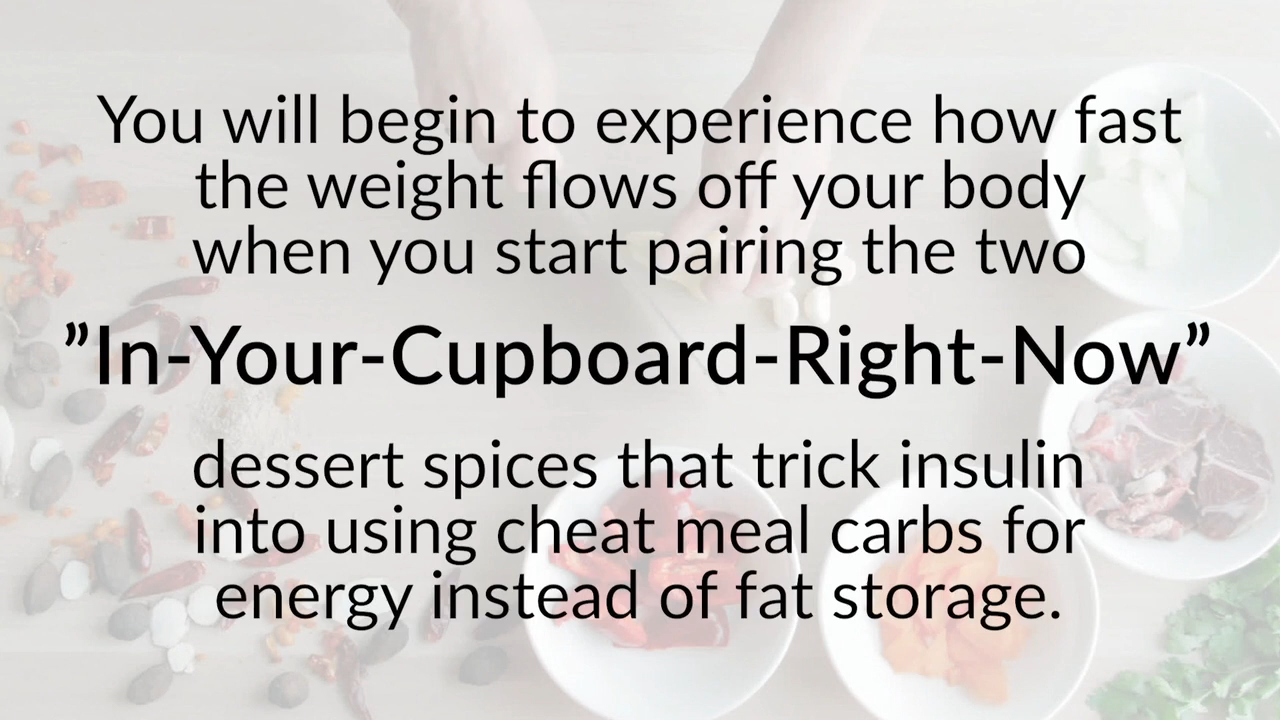 You will begin to experience how fast
the weight flows off your body
when you start pairing the two
”In-Your-Cupboard-Right-Now”
dessert spices that trick insulin
into using cheat meal carbs for
energy instead of fat storage.